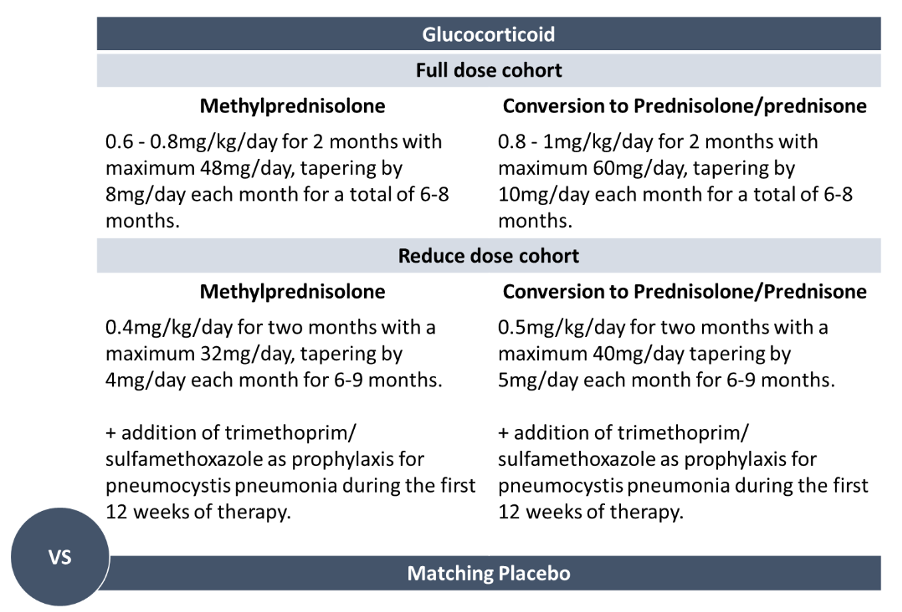 Glucocorticoid
Full dose cohort
Methylprednisolone
0.6 - 0.8mg/kg/day for 2 months with
maximum 48mg/day, tapering by
8mg/day each month for a total of 6-8
months.
Conversion to Prednisolone/prednisone
0.8 - 1mg/kg/day for 2 months with
maximum 60mg/day, tapering by
10mg/day each month for a total of 6-8
months.
Reduce dose cohort
Methylprednisolone
0.4mg/kg/day for two months with a
maximum 32mg/day, tapering by
4mg/day each month for 6-9 months.
+ addition of trimethoprim/
sulfamethoxazole as prophylaxis for
pneumocystis pneumonia during the first
12 weeks of therapy.
Conversion to Prednisolone/Prednisone
0.5mg/kg/day for two months with a
maximum 40mg/day tapering by
5mg/day each month for 6-9 months.
+ addition of trimethoprim/
sulfamethoxazole as prophylaxis for
pneumocystis pneumonia during the first
12 weeks of therapy.
VS
Matching Placebo